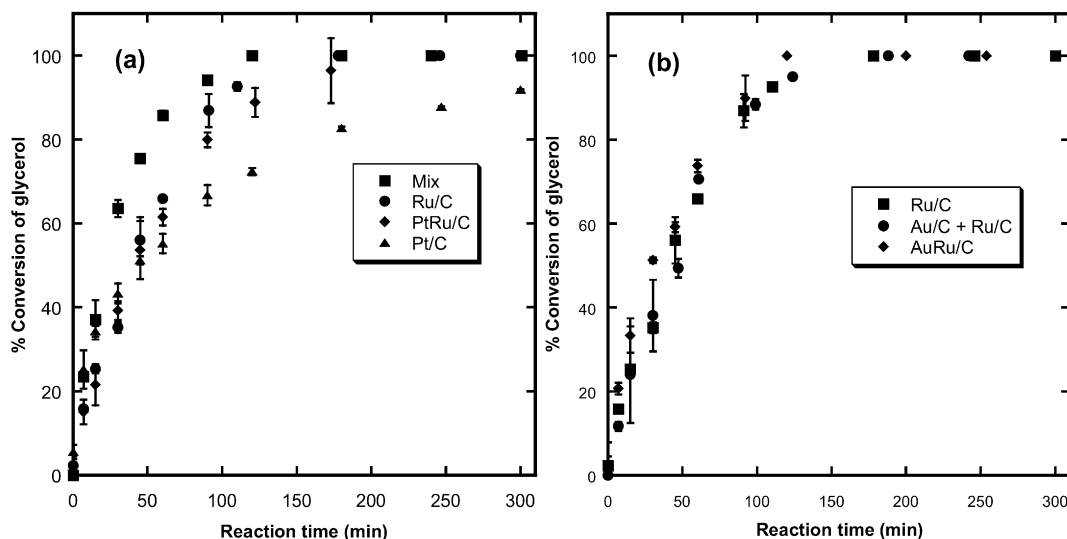 (a)
% Conversion of glycerol
100
80
60
40
20
0
Mix
Ru/C
PtRu/C
Pt/C
0 50 100 150 200 250 300
Reaction time (min)
(b)
% Conversion of glycerol
100
80
60
40
20
0
Ru/C
Au/C + Ru/C
AuRu/C
0 50 100 150 200 250 300
Reaction time (min)